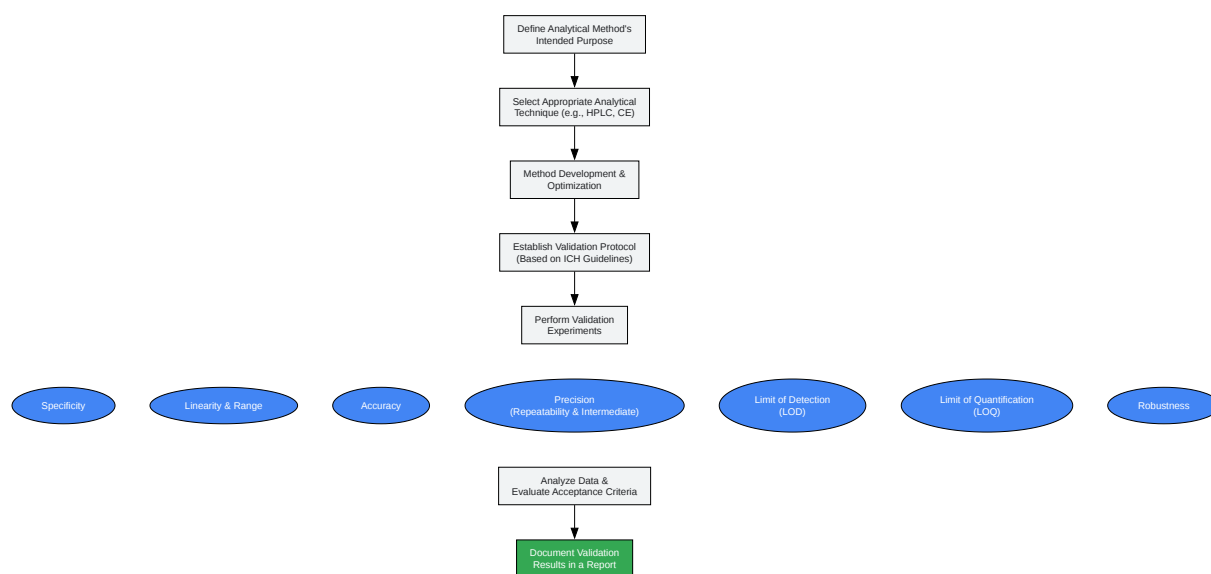 Define Analytical Method's
Intended Purpose
Select Appropriate Analytical
Technique (e.g., HPLC, CE)
Method Development &
Optimization
Establish Validation Protocol
(Based on ICH Guidelines)
Perform Validation
Experiments
Specificity
Linearity & Range
Accuracy
Precision
(Repeatability & Intermediate)
Limit of Detection
(LOD)
Limit of Quantification
(LOQ)
Robustness
Analyze Data &
Evaluate Acceptance Criteria
Document Validation
Results in a Report